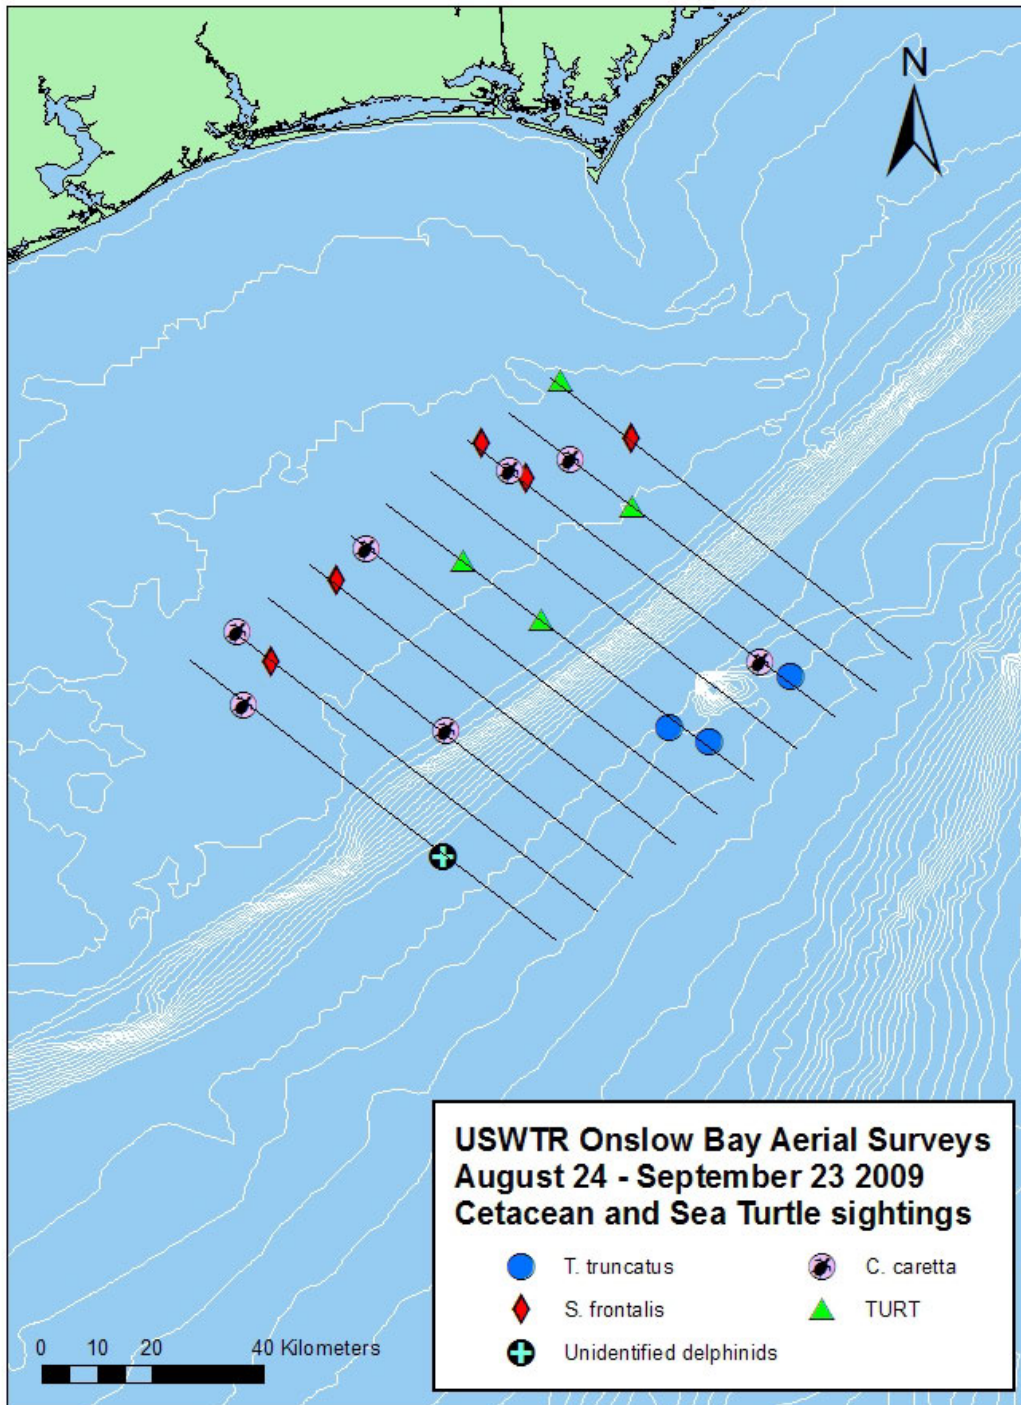 N
USWTR Onslow Bay Aerial Surveys
August 24 - September 23 2009
Cetacean and Sea Turtle sightings
T. truncatus
C. caretta
S. frontalis
TURT
Unidentified delphinids
0 10 20 40 Kilometers